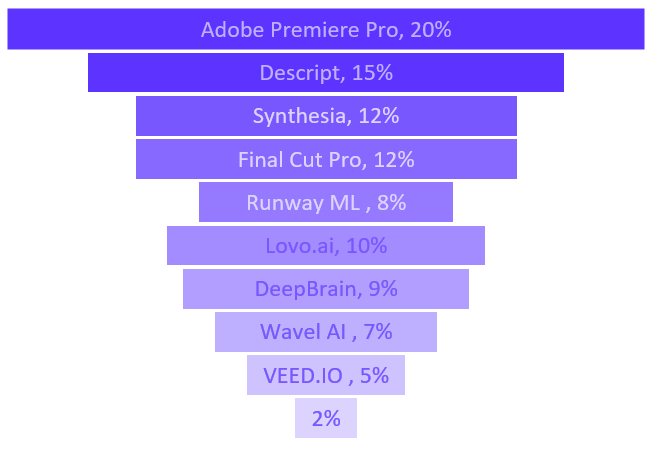 Adobe Premiere Pro, 20%
Descript, 15%
Synthesia, 12%
Final Cut Pro, 12%
Runway ML , 8%
Lovo.ai, 10%
DeepBrain, 9%
Wavel AI , 7%
VEED.IO , 5%
2%